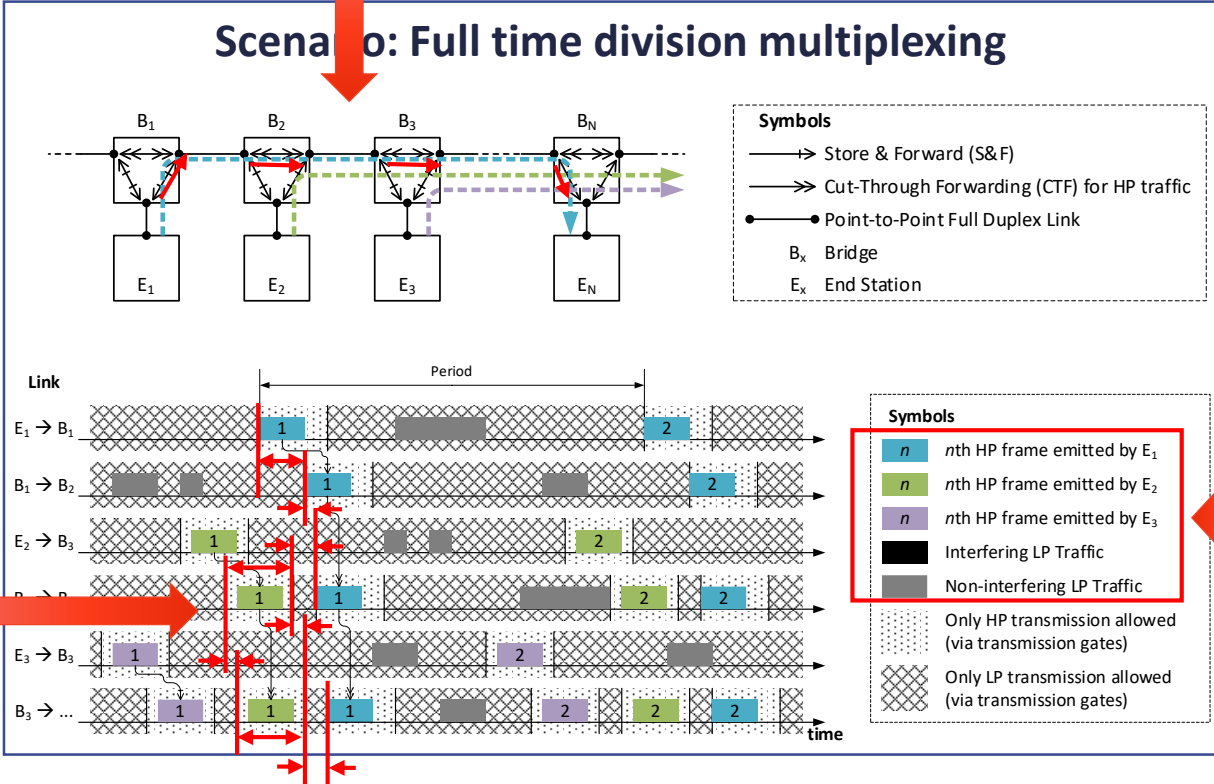 Scenario: Full time division multiplexing
B1 B2 B3 BN
E1 E2 E3 EN
Symbols
Store & Forward (S&F)
Cut-Through Forwarding (CTF) for HP traffic
Point-to-Point Full Duplex Link
Bx Bridge
Ex End Station
Link
Period
E1 → B1 1 2
B1 → B2 1 2
E2 → B3 1 2
1 1 2 2
E3 → B3 1 2
B3 → ... 1 1 1 2 2 2
time
Symbols
n nth HP frame emitted by E1
n nth HP frame emitted by E2
n nth HP frame emitted by E3
Interfering LP Traffic
Non-interfering LP Traffic
Only HP transmission allowed
(via transmission gates)
Only LP transmission allowed
(via transmission gates)